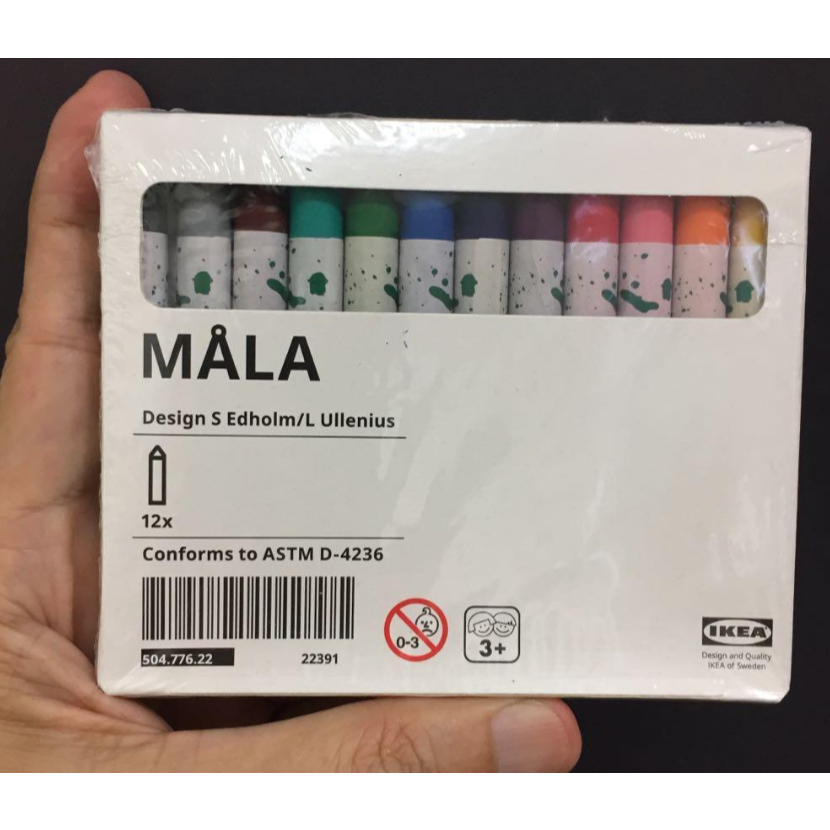 MÅLA
Design S Edholm/L Ullenius
12x
Conforms to ASTM D-4236
504.776.22 22391
0-3
3+
IKEA
Design and Quality
IKEA of Sweden